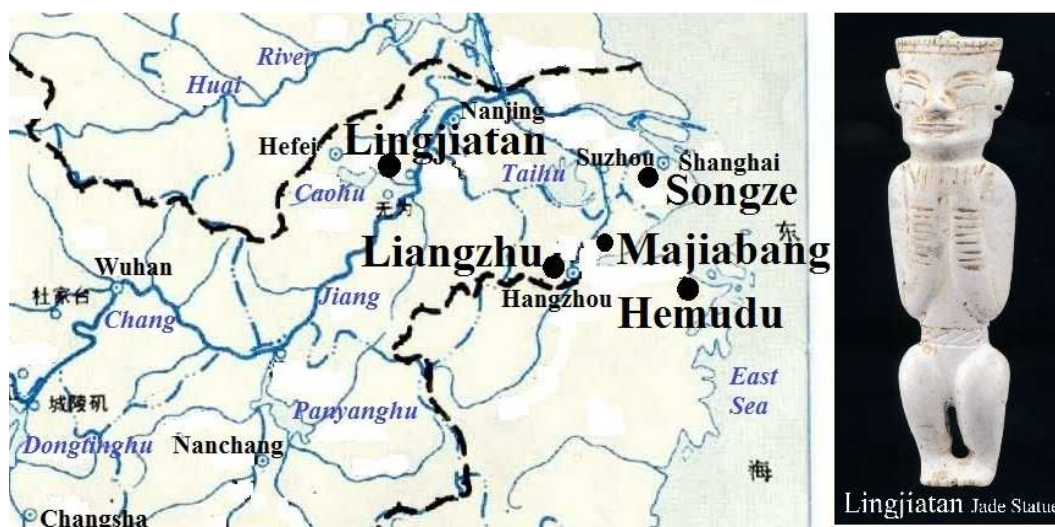 River
Huai
Nanjing
Hefei
Lingjiatan
Suzhou
Shanghai
Taihu
Caohu
Songze
无为
东
Liangzhu
Majiabang
Wuhan
杜家台
Jiang
Hangzhou
Chang
Hemudu
East
Sea
城陵矶
Panyanghu
Dongtinghu
Nanchang
海
Changsha
Lingjiatan Jade Statue